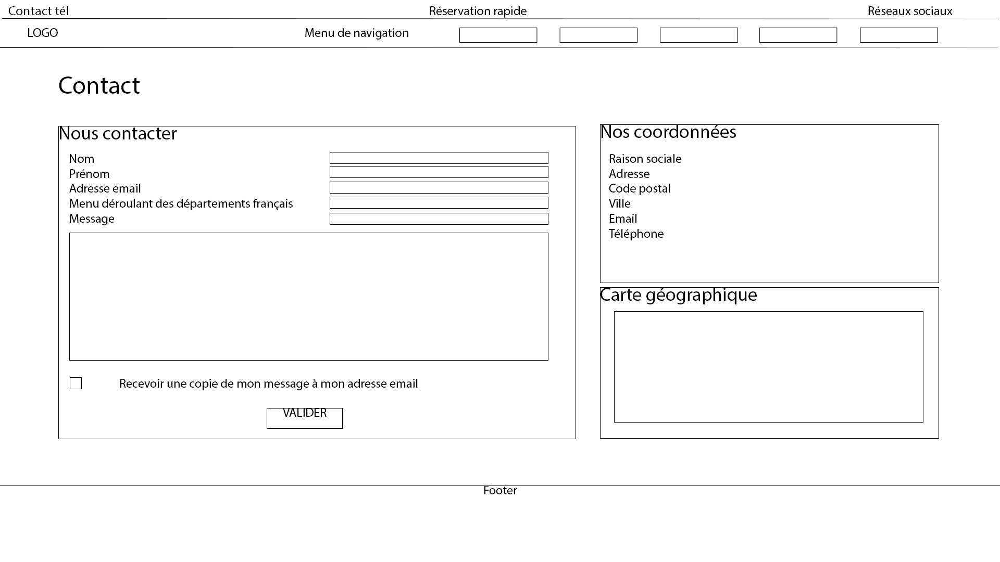 Contact tél
Réservation rapide
Réseaux sociaux
LOGO
Menu de navigation
Contact
Nous contacter
Nom
Prénom
Adresse email
Menu déroulant des départements français
Message
Recevoir une copie de mon message à mon adresse email
VALIDER
Nos coordonnées
Raison sociale
Adresse
Code postal
Ville
Email
Téléphone
Carte géographique
Footer